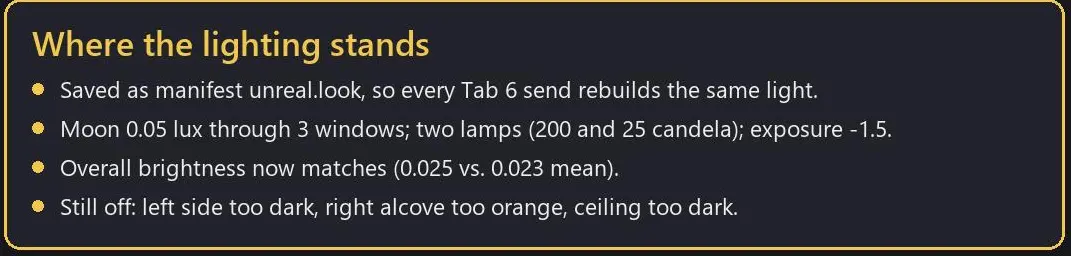 Where the lighting stands
Saved as manifest unreal.look, so every Tab 6 send rebuilds the same light.
Moon 0.05 lux through 3 windows; two lamps (200 and 25 candela); exposure -1.5.
Overall brightness now matches (0.025 vs. 0.023 mean).
Still off: left side too dark, right alcove too orange, ceiling too dark.